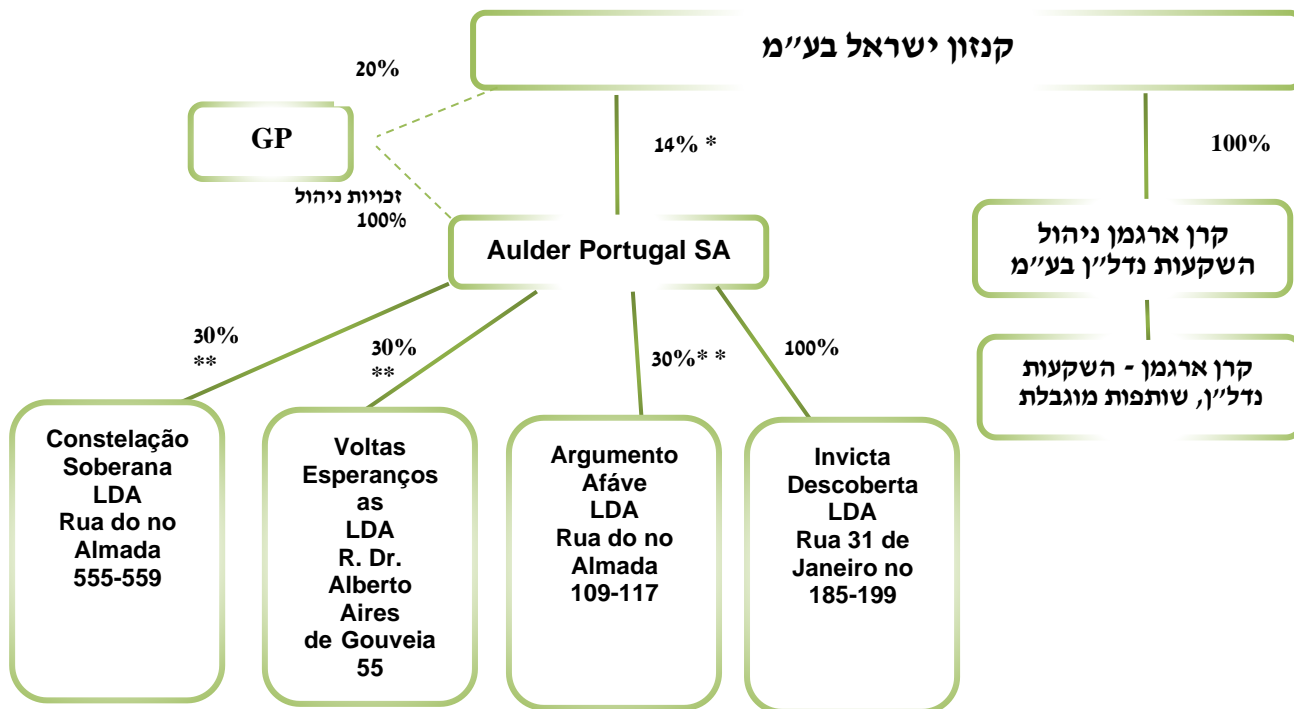 קנזון ישראל בע״מ
20%
GP
14% *
100%
זכויות ניהול
100%
Aulder Portugal SA
קרן ארגמן ניהול
השקעות נדל״ן בע״מ
30%
**
30%
**
30%* *
100%
קרן ארגמן - השקעות
נדל״ן, שותפות מוגבלת
Constelação
Soberana
LDA
Rua do no
Almada
555-559
Voltas
Esperanços
as
LDA
R. Dr.
Alberto
Aires
de Gouveia
55
Argumento
Afáve
LDA
Rua do no
Almada
109-117
Invicta
Descoberta
LDA
Rua 31 de
Janeiro no
185-199